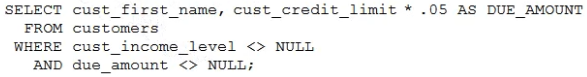 SELECT cust_first_name, cust_credit_limit * .05 AS DUE_AMOUNT
FROM customers
WHERE cust_income_level <> NULL
AND due_amount <> NULL;